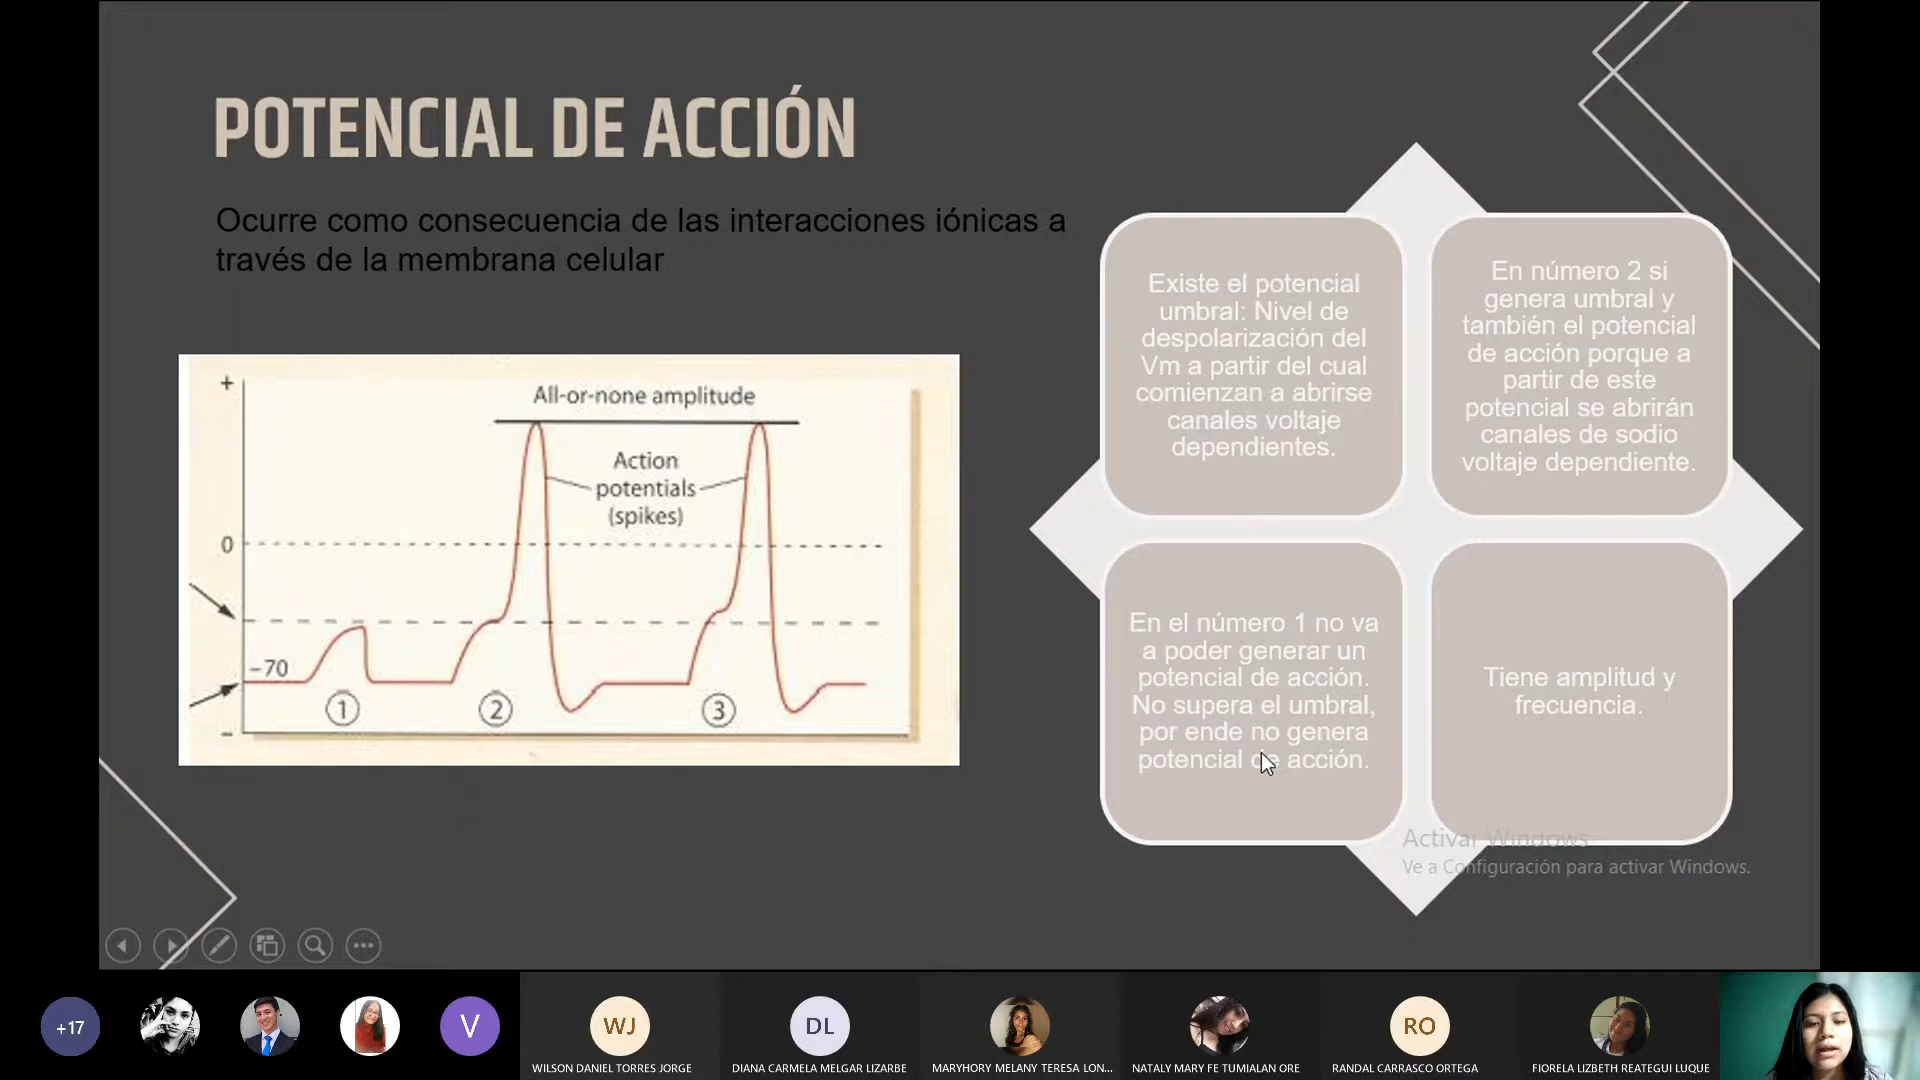 POTENCIAL DE ACCIÓN
Ocurre como consecuencia de las interacciones iónicas a
través de la membrana celular
+
All-or-none amplitude
Action
potentials
(spikes)
0
−70
1
2
3
−
Existe el potencial
umbral: Nivel de
despolarización del
Vm a partir del cual
comienzan a abrirse
canales voltaje
dependientes.
En número 2 si
genera umbral y
también el potencial
de acción porque a
partir de este
potencial se abrirán
canales de sodio
voltaje dependiente.
En el número 1 no va
a poder generar un
potencial de acción.
No supera el umbral,
por ende no genera
potencial de acción.
Tiene amplitud y
frecuencia.
Activar Windows
Ve a Configuración para activar Windows.
+17
V
WJ
DL
RO
WILSON DANIEL TORRES JORGE
DIANA CARMELA MELGAR LIZARBE
MARYHORY MELANY TERESA LON...
NATALY MARY FE TUMIALAN ORE
RANDAL CARRASCO ORTEGA
FIORELA LIZBETH REATEGUI LUQUE